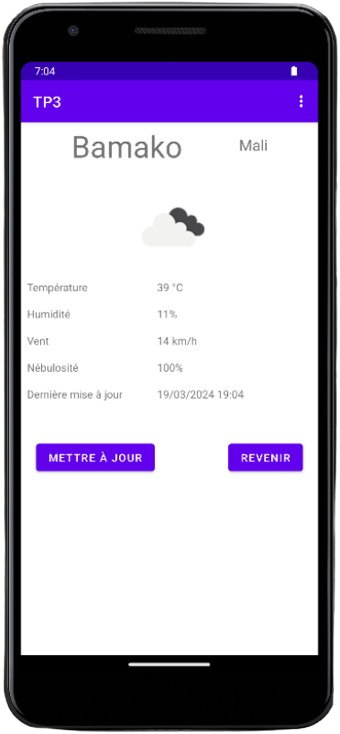 7:04
TP3
Bamako Mali
Température 39 °C
Humidité 11%
Vent 14 km/h
Nébulosité 100%
Dernière mise à jour 19/03/2024 19:04
METTRE À JOUR REVENIR